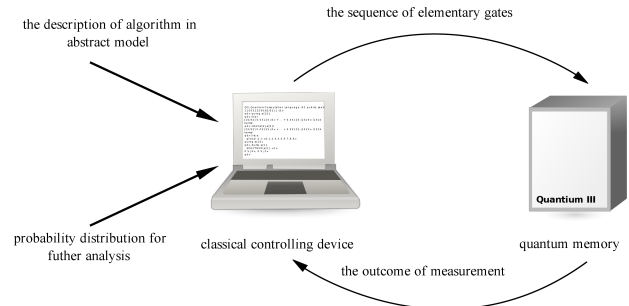 the sequence of elementary gates
the description of algorithm in
abstract model
Quantium III
probability distribution for
futher analysis
classical controlling device
quantum memory
the outcome of measurement